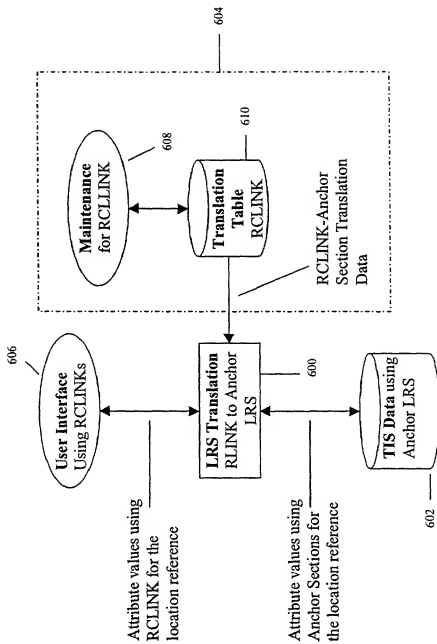 606
User Interface
Using RCLINKs
Attribute values using
RCLINK for the
location reference
LRS Translation
RLINK to Anchor
LRS
600
Attribute values using
Anchor Sections for
the location reference
TIS Data using
Anchor LRS
602
604
Maintenance
for RCLLINK
608
Translation
Table
RCLINK
610
RCLINK-Anchor
Section Translation
Data